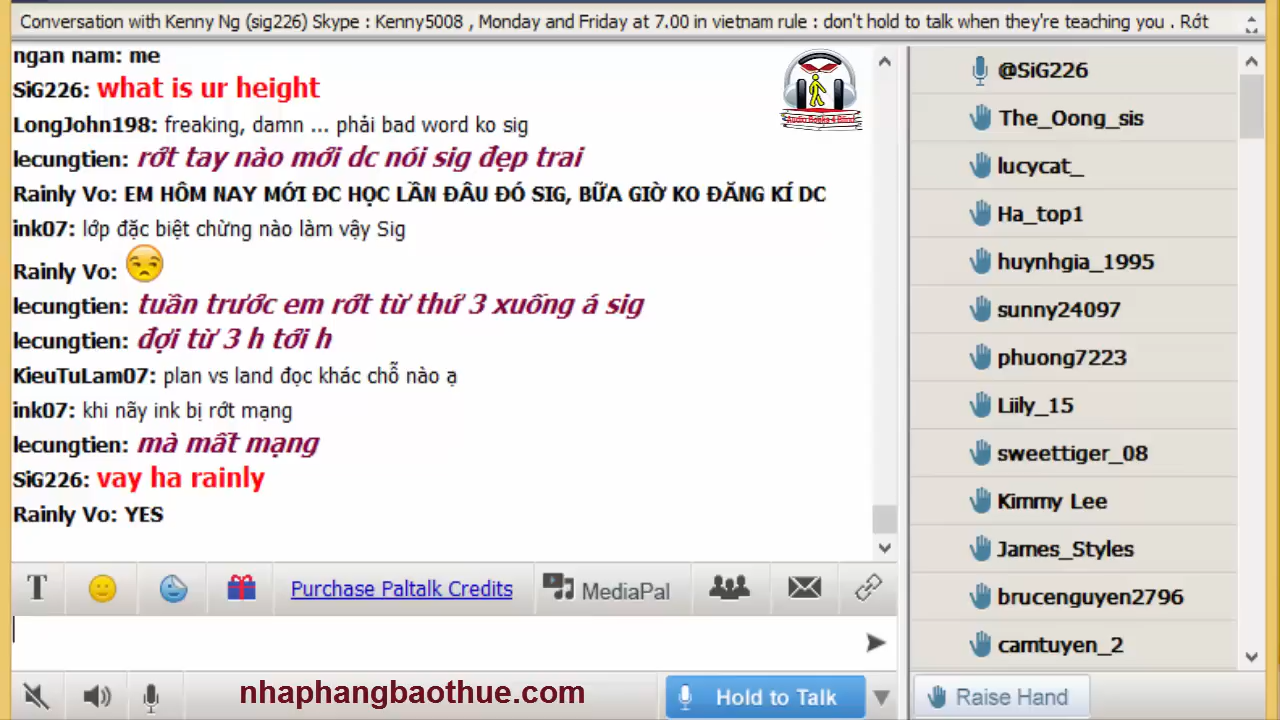 Conversation with Kenny Ng (sig226) Skype : Kenny5008 , Monday and Friday at 7.00 in vietnam rule : don't hold to talk when they're teaching you . Rớt
ngan nam: me
SiG226: what is ur height
LongJohn198: freaking, damn ... phải bad word ko sig
lecungtien: rớt tay nào mới dc nói sig đẹp trai
Rainly Vo: EM HÔM NAY MỚI ĐC HỌC LẦN ĐÂU ĐÓ SIG, BỮA GIỜ KO ĐĂNG KÍ DC
ink07: lớp đặc biệt chừng nào làm vậy Sig
Rainly Vo:
lecungtien: tuần trước em rớt từ thứ 3 xuống á sig
lecungtien: đợi từ 3 h tới h
KieuTuLam07: plan vs land đọc khác chỗ nào ạ
ink07: khi nãy ink bị rớt mạng
lecungtien: mà mất mạng
SiG226: vay ha rainly
Rainly Vo: YES
T
Purchase Paltalk Credits
MediaPal
nhaphangbaothue.com
Hold to Talk
@SiG226
The_Oong_sis
lucycat_
Ha_top1
huynhgia_1995
sunny24097
phuong7223
Liily_15
sweettiger_08
Kimmy Lee
James_Styles
brucenguyen2796
camtuyen_2
Raise Hand